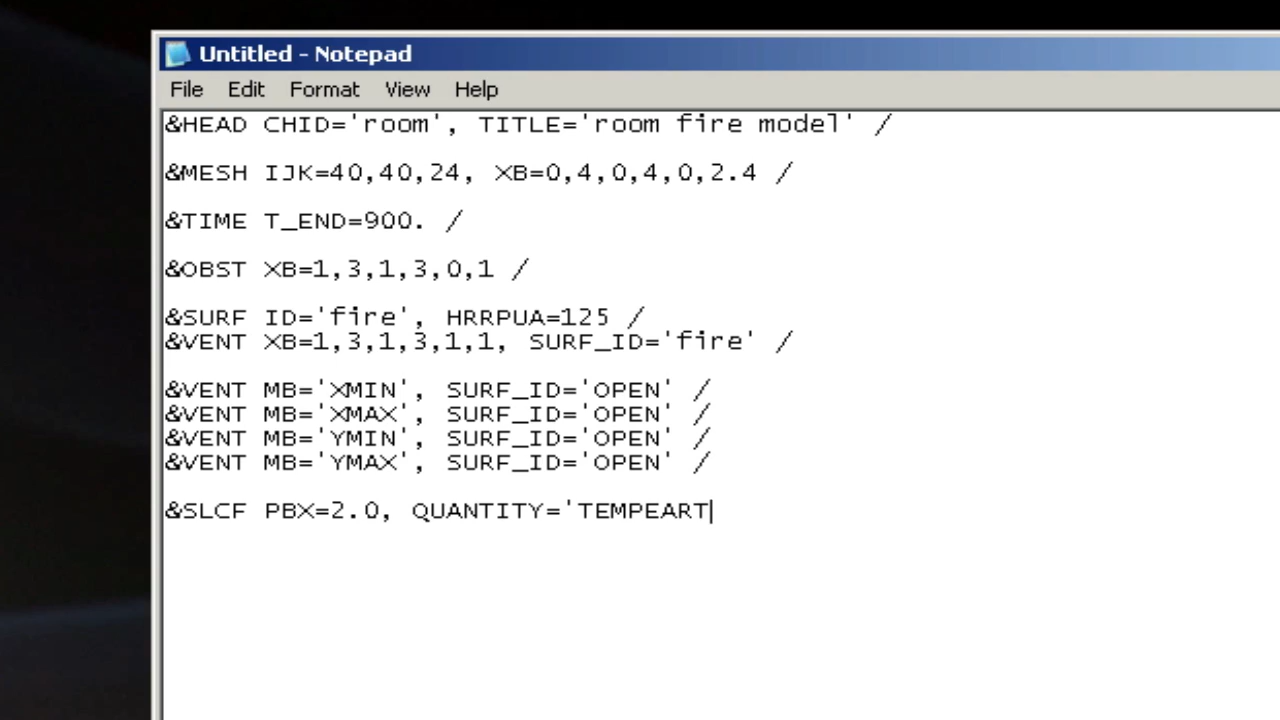 Untitled - Notepad
File Edit Format View Help
&HEAD CHID='room', TITLE='room fire model' /
&MESH IJK=40,40,24, XB=0,4,0,4,0,2.4 /
&TIME T_END=900. /
&OBST XB=1,3,1,3,0,1 /
&SURF ID='fire', HRRPUA=125 /
&VENT XB=1,3,1,3,1,1, SURF_ID='fire' /
&VENT MB='XMIN', SURF_ID='OPEN' /
&VENT MB='XMAX', SURF_ID='OPEN' /
&VENT MB='YMIN', SURF_ID='OPEN' /
&VENT MB='YMAX', SURF_ID='OPEN' /
&SLCF PBX=2.0, QUANTITY='TEMPEART